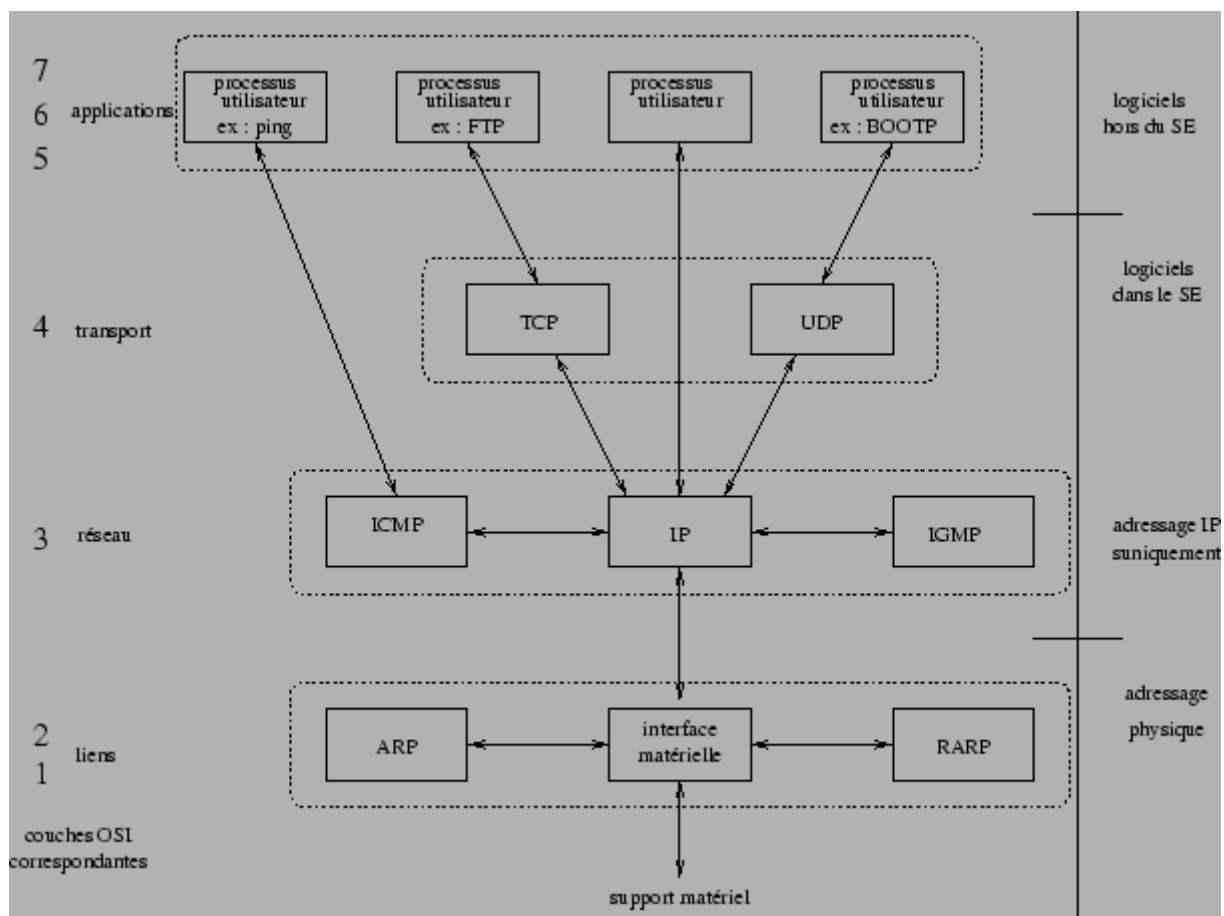 7
6
5
applications
processus
utilisateur
ex : ping
processus
utilisateur
ex : FTP
processus
utilisateur
processus
utilisateur
ex : BOOTP
logiciels
hors du SE
4
transport
TCP
UDP
logiciels
dans le SE
3
réseau
ICMP
IP
IGMP
adressage IP
suniquement
2
1
liens
ARP
interface
matérielle
RARP
adressage
physique
couches OSI
correspondantes
support matériel